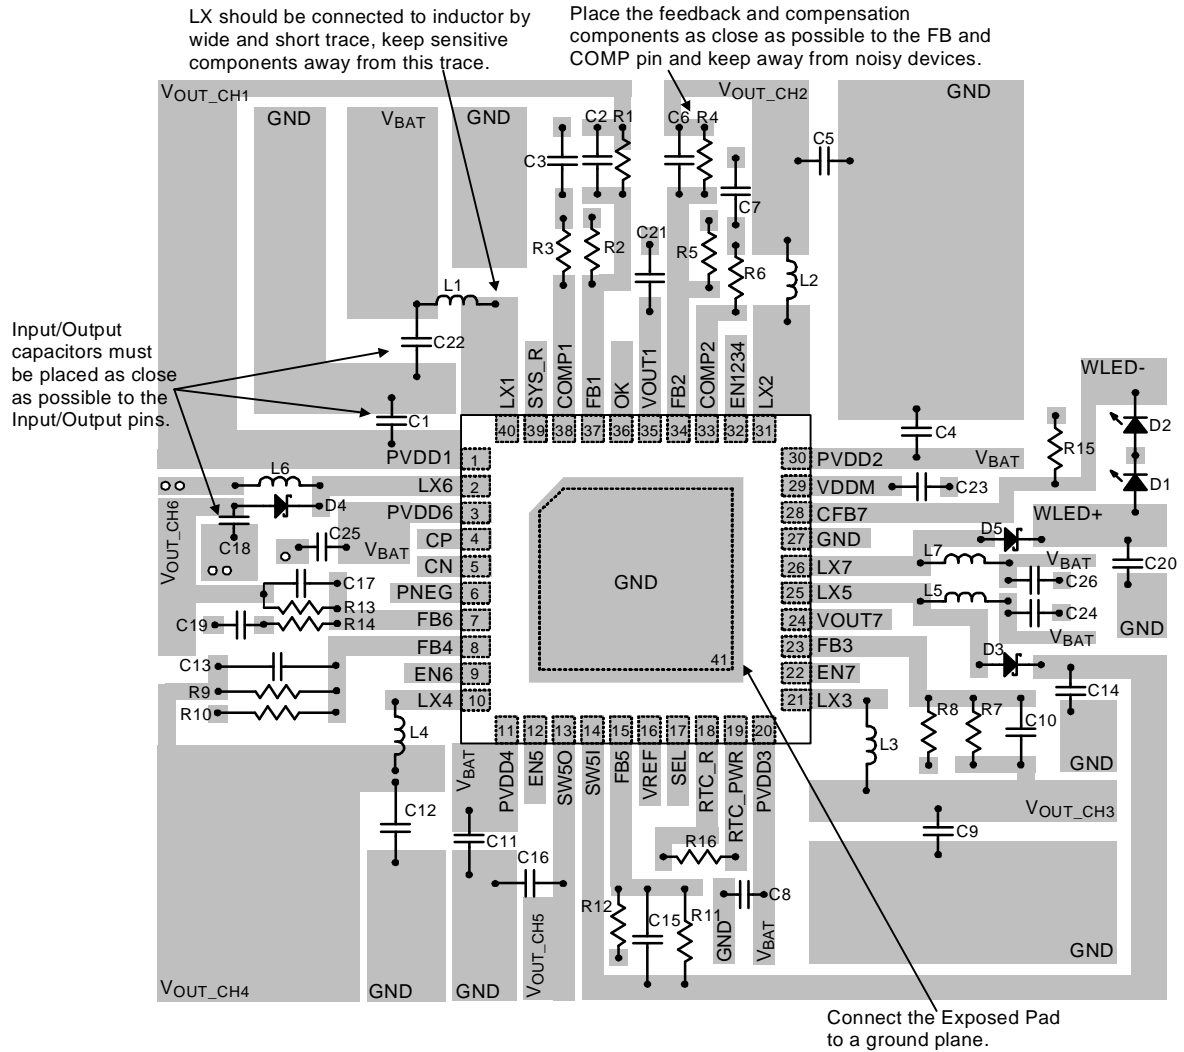 LX should be connected to inductor by
wide and short trace, keep sensitive
components away from this trace.
Place the feedback and compensation
components as close as possible to the FB and
COMP pin and keep away from noisy devices.
VOUT_CH1
GND
VBAT
GND
C2 R1
C6 R4
VOUT_CH2
GND
C3
C5
C7
R3
R2
C21
R5
R6
L2
L1
C22
Input/Output
capacitors must
be placed as close
as possible to the
Input/Output pins.
C1
LX1
SYS_R
COMP1
FB1
OK
VOUT1
FB2
COMP2
EN1234
LX2
40 39 38 37 36 35 34 33 32 31
WLED-
D2
D1
R15
C4
VBAT
C23
WLED+
PVDD1 1
LX6 2
PVDD6 3
CP 4
CN 5
PNEG 6
FB6 7
FB4 8
EN6 9
LX4 10
30 PVDD2
29 VDDM
28 CFB7
27 GND
26 LX7
25 LX5
24 VOUT7
23 FB3
22 EN7
21 LX3
GND
41
L6
D4
VOUT_CH6
C18
C25
VBAT
C17
R13
C19
R14
C13
R9
R10
L4
D5
L7
VBAT
C26
C20
L5
C24
VBAT
GND
D3
C14
R8
R7
C10
L3
GND
11 12 13 14 15 16 17 18 19 20
VBAT
PVDD4
EN5
SW5O
SW5I
FB5
VREF
SEL
RTC_R
RTC_PWR
PVDD3
C12
C11
C16
R16
C8
VOUT_CH3
C9
R12
C15
R11
GND
VBAT
GND
VOUT_CH4
GND
GND
VOUT_CH5
Connect the Exposed Pad
to a ground plane.